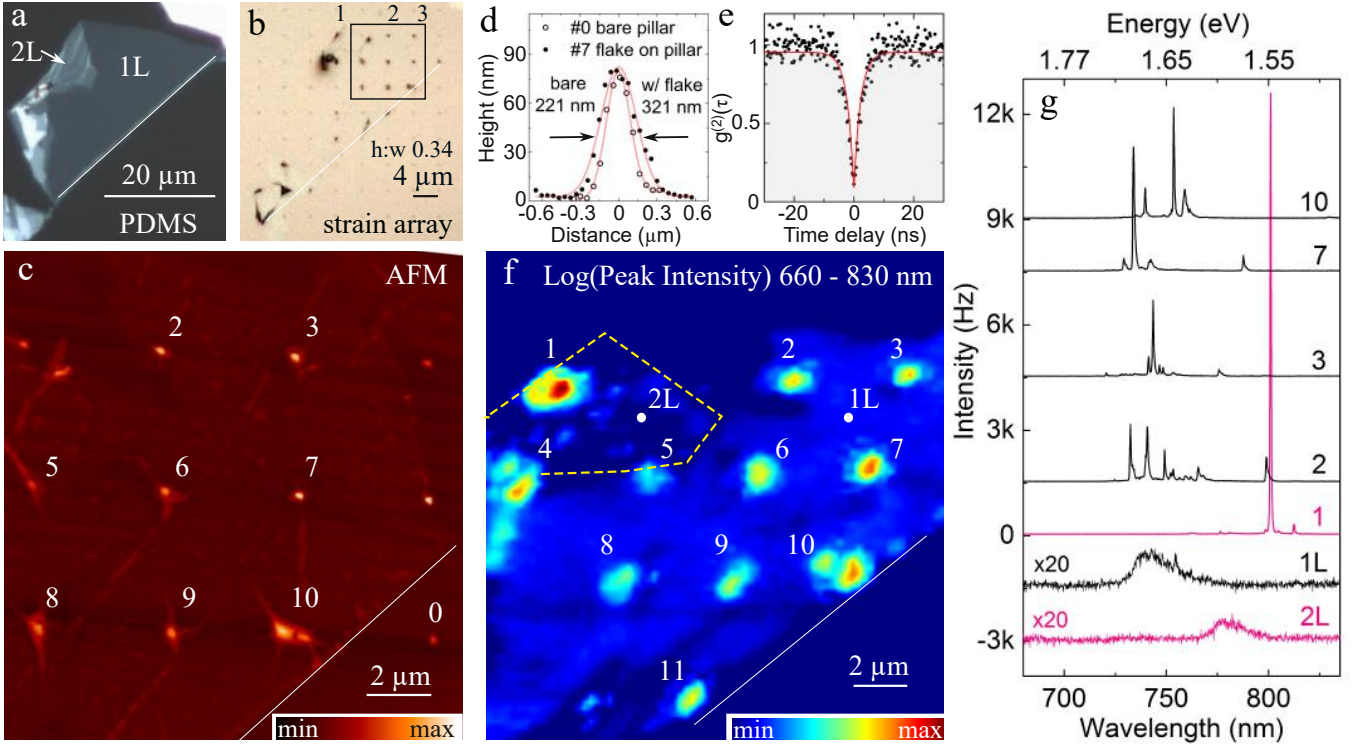 a
2L
1L
20 µm
PDMS
b
1 2 3
h:w 0.34
4 µm
strain array
d
#0 bare pillar
#7 flake on pillar
bare
221 nm
w/ flake
321 nm
Height (nm)
90
60
30
0
-0.6 -0.3 0 0.3 0.6
Distance (µm)
e
g(2)(τ)
1
0.5
0
-20 0 20
Time delay (ns)
c
AFM
2 3
5 6 7
8 9 10 0
2 µm
min max
f
Log(Peak Intensity) 660 - 830 nm
1 2 3
2L 1L
4 5 6 7
8 9 10
11
2 µm
min max
g
Energy (eV)
1.77 1.65 1.55
Intensity (Hz)
12k
9k
6k
3k
0
-3k
10
7
3
2
1
x20 1L
x20 2L
700 750 800
Wavelength (nm)